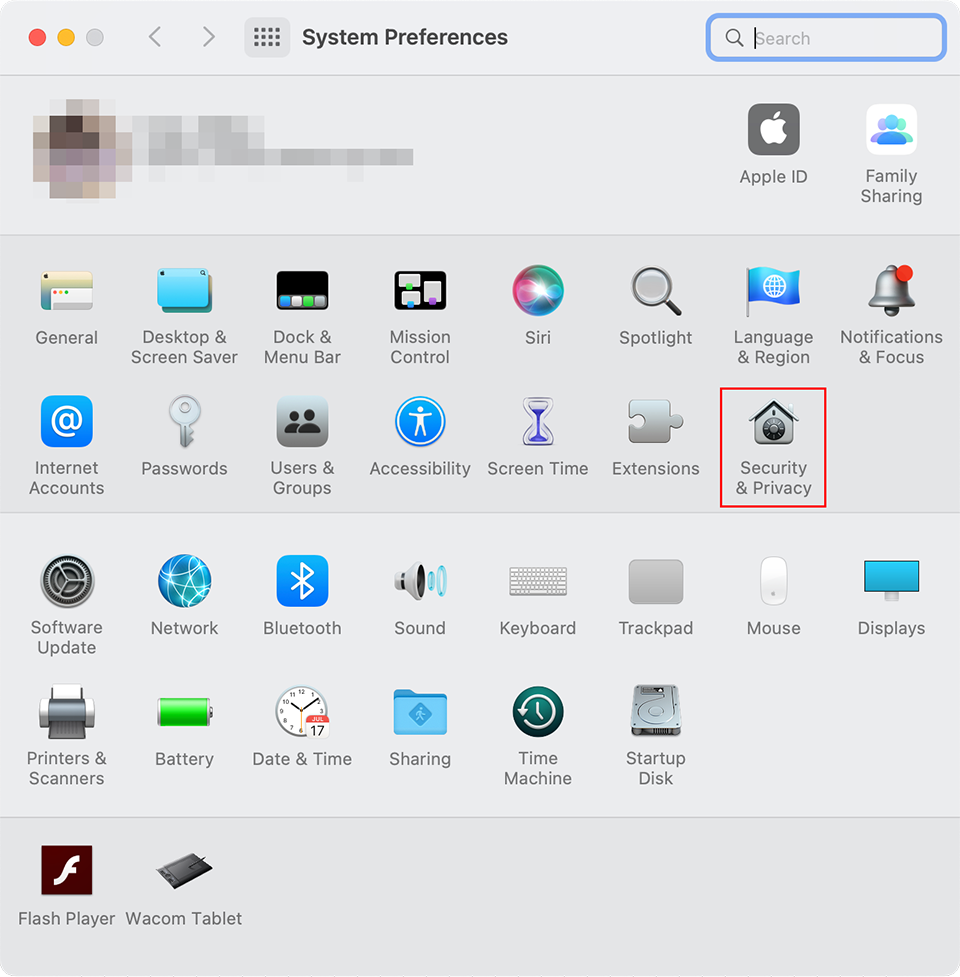 System Preferences
Search
Apple ID
Family
Sharing
General
Desktop &
Screen Saver
Dock &
Menu Bar
Mission
Control
Siri
Spotlight
Language
& Region
Notifications
& Focus
Internet
Accounts
Passwords
Users &
Groups
Accessibility
Screen Time
Extensions
Security
& Privacy
Software
Update
Network
Bluetooth
Sound
Keyboard
Trackpad
Mouse
Displays
Printers &
Scanners
Battery
JUL
17
Date & Time
Sharing
Time
Machine
Startup
Disk
Flash Player
Wacom Tablet